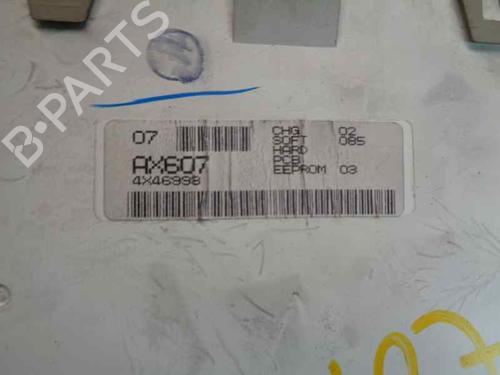 B-PARTS
07
AX607
4X46998
CHG. 02
SOFT 085
HARD
PCB.
EEPROM 03